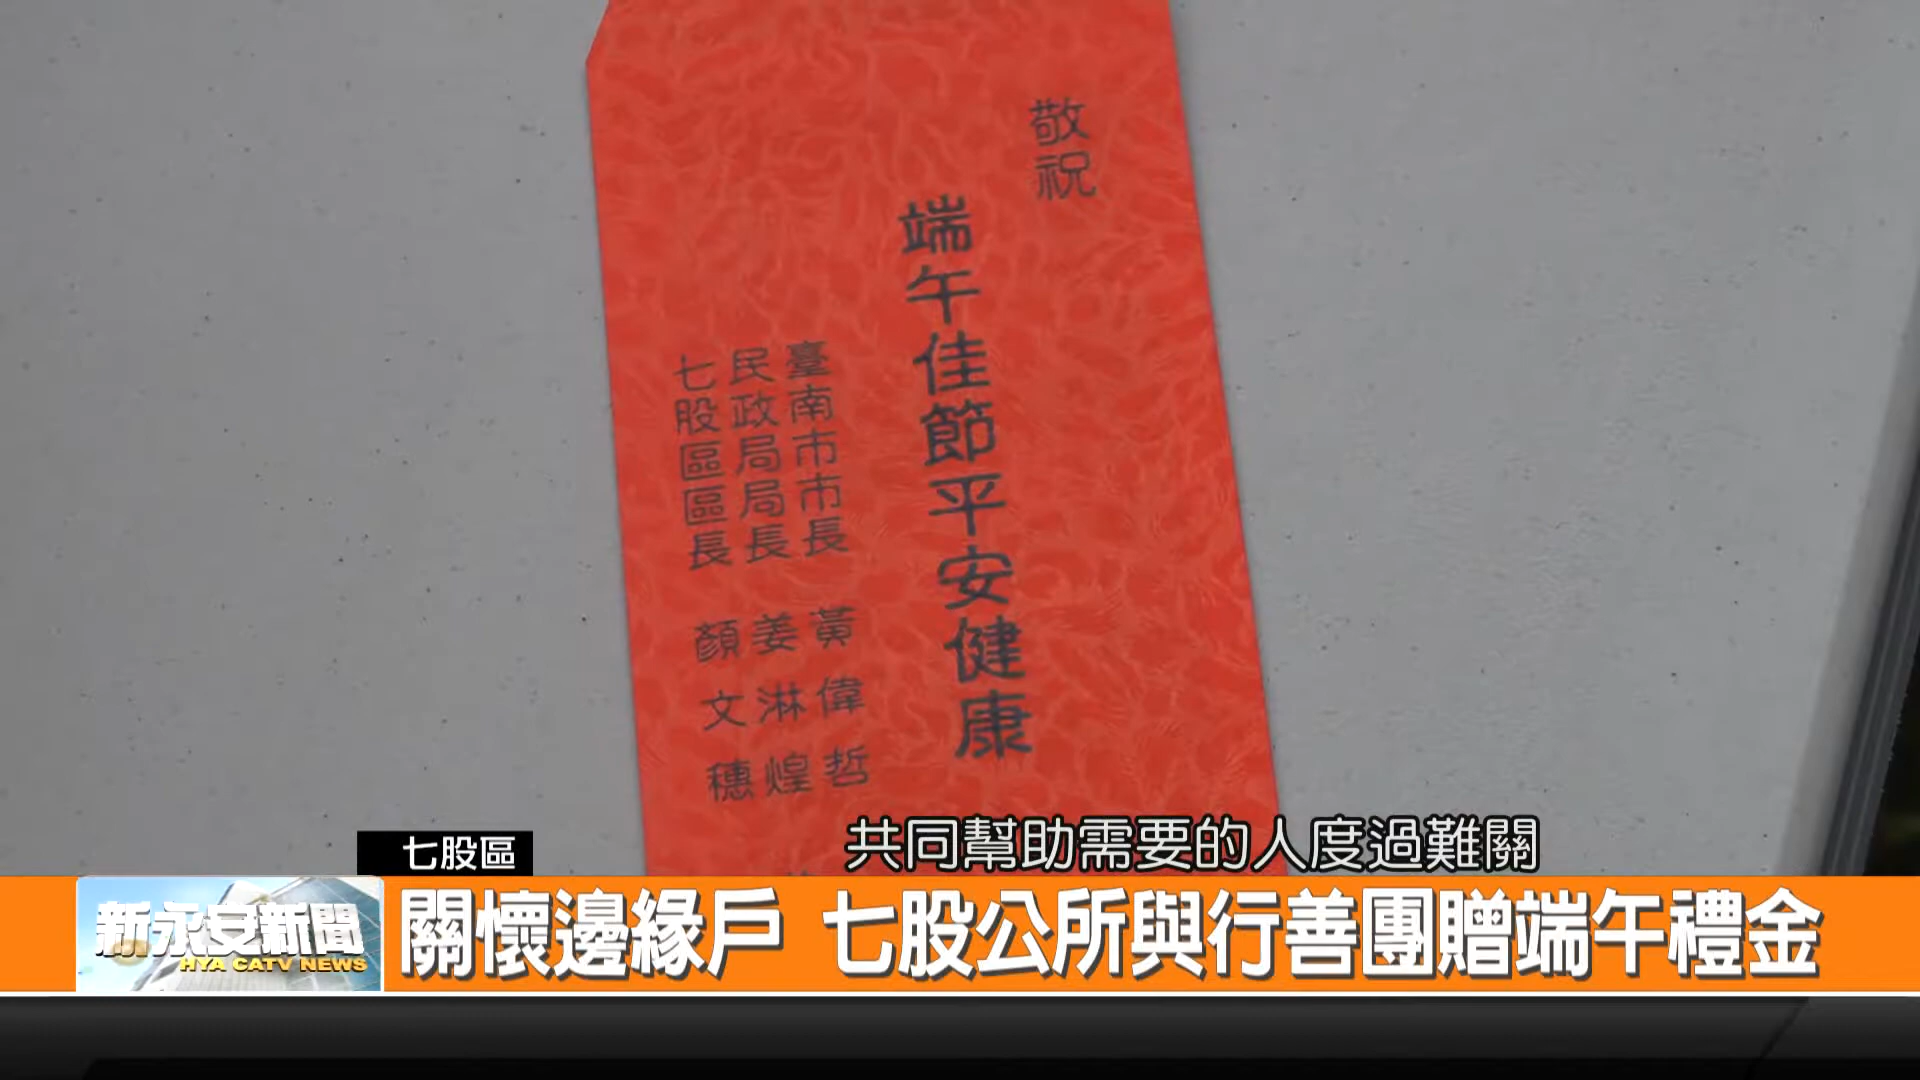 敬祝
端午佳節平安健康
臺南市市長 黃偉哲
民政局局長 姜淋煌
七股區區長 顏文穗
共同幫助需要的人度過難關
七股區
新永安新聞
HYA CATV NEWS
關懷邊緣戶 七股公所與行善團贈端午禮金